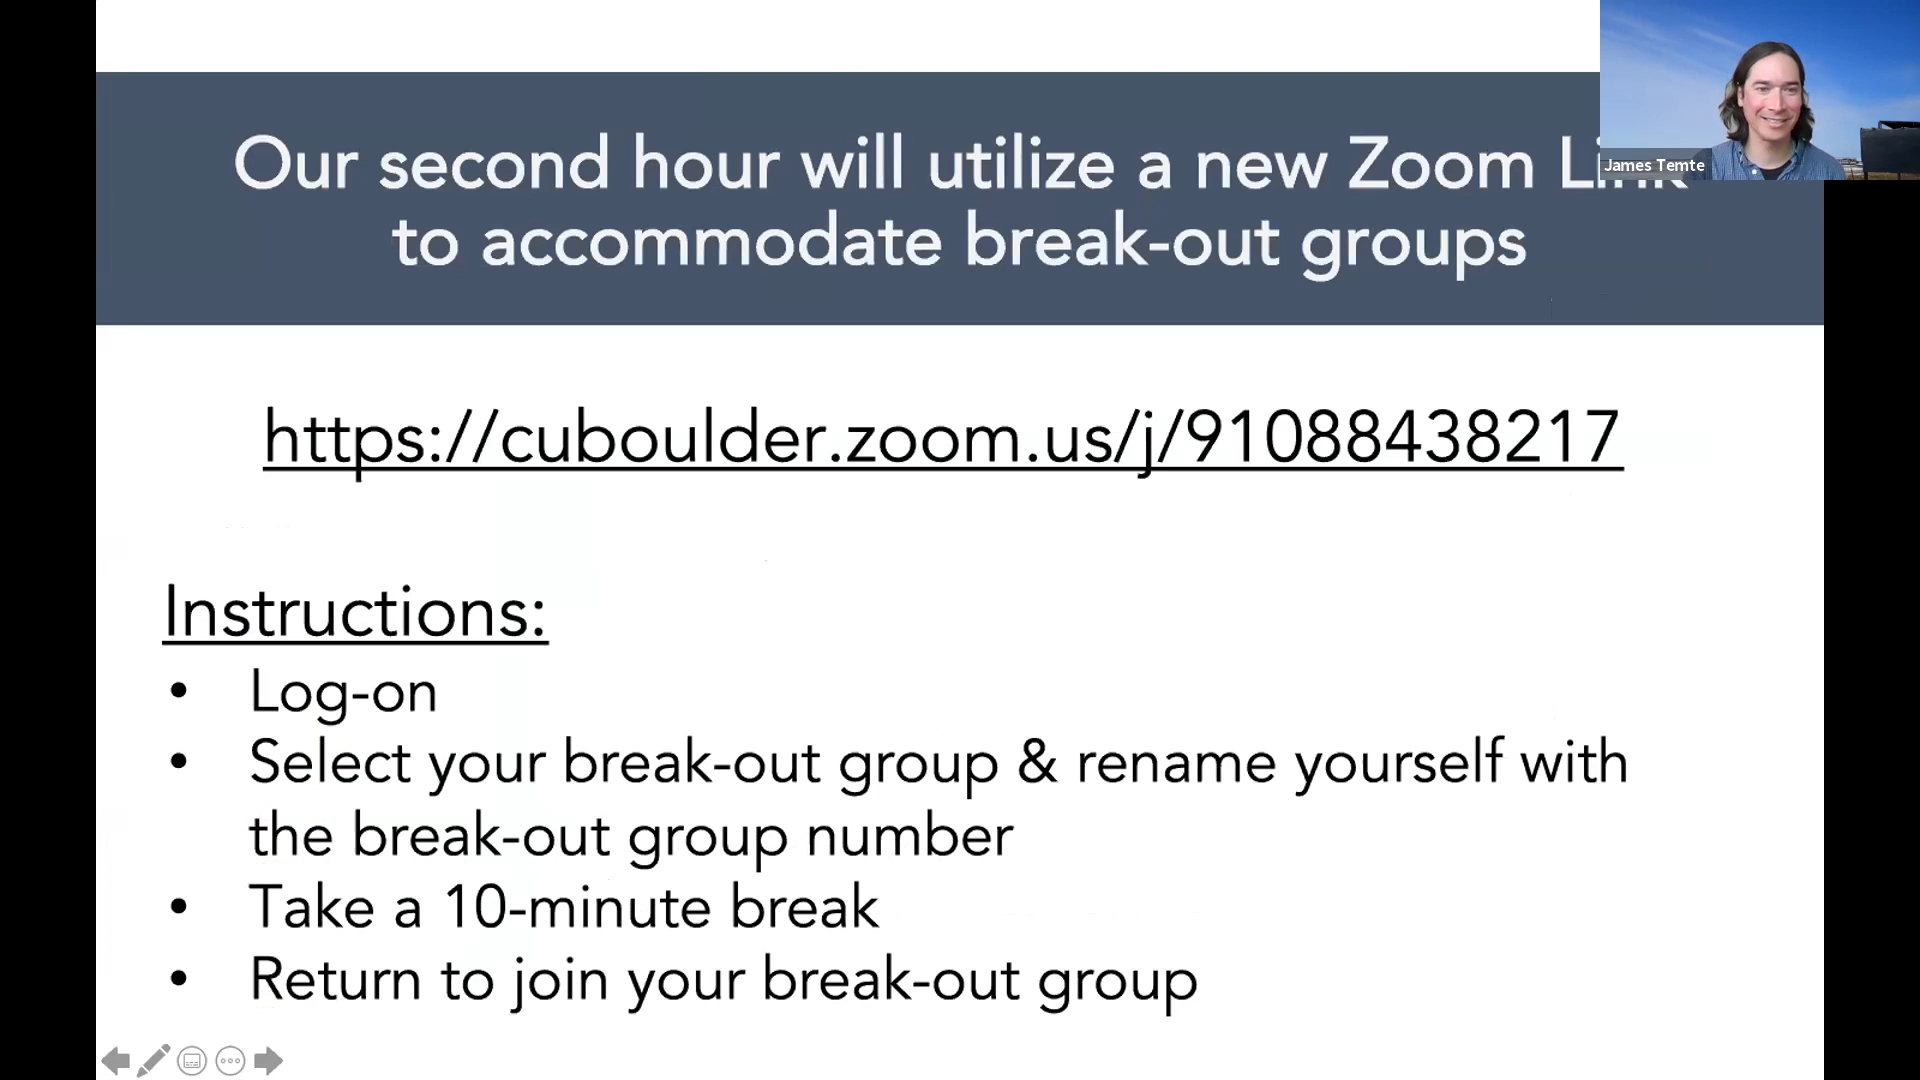 Our second hour will utilize a new Zoom Link
to accommodate break-out groups
James Temte
https://cuboulder.zoom.us/j/91088438217
Instructions:
• Log-on
• Select your break-out group & rename yourself with
the break-out group number
• Take a 10-minute break
• Return to join your break-out group